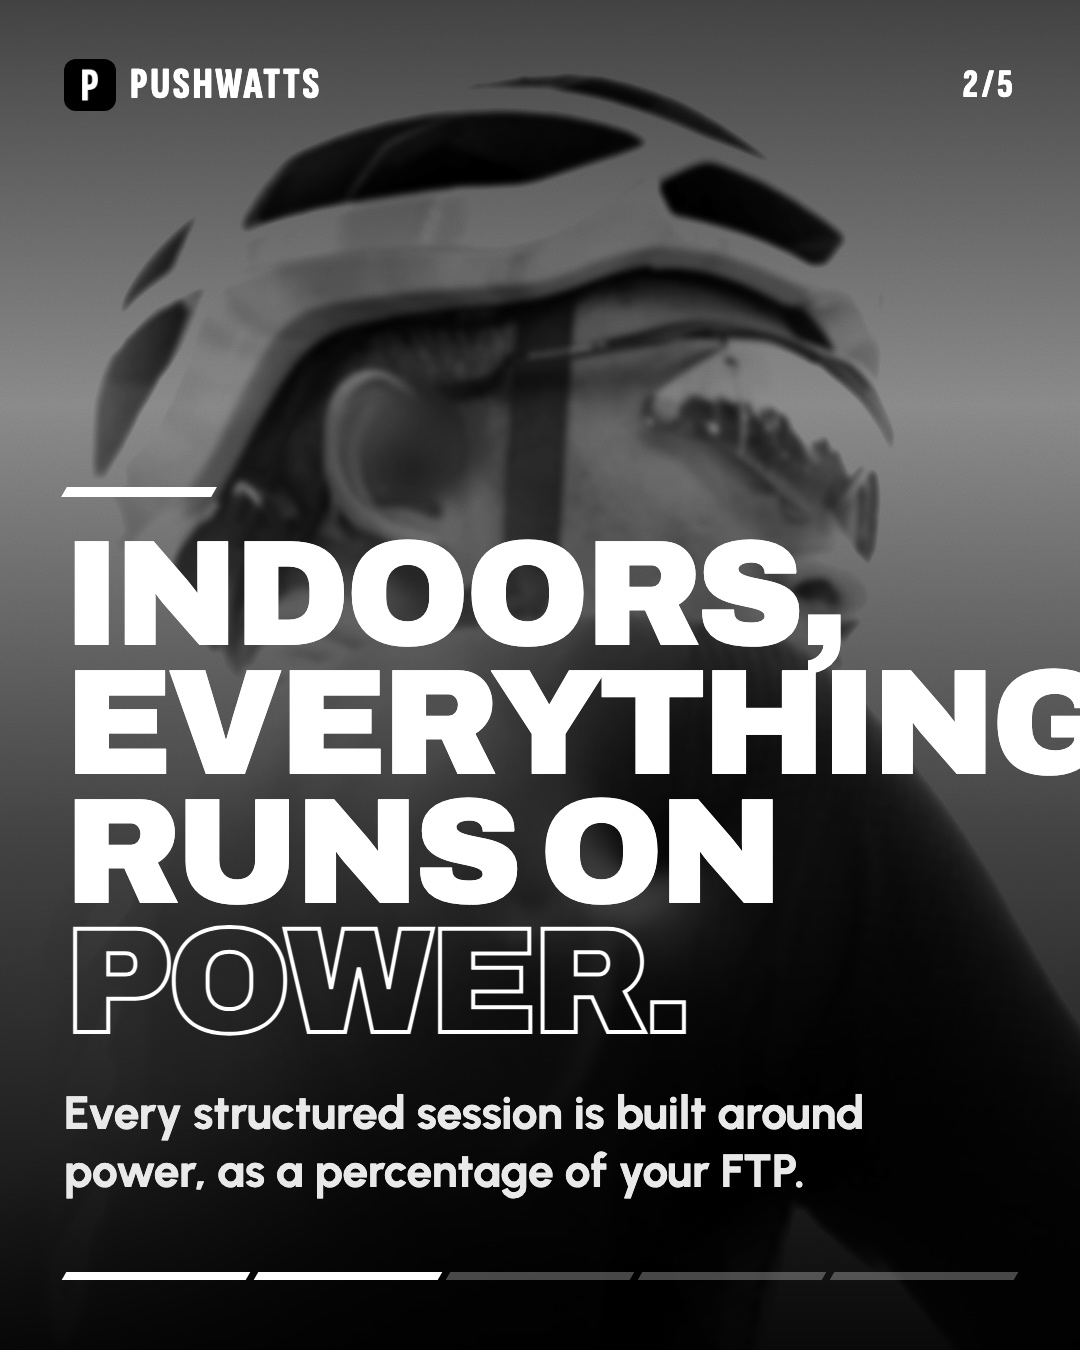 P PUSHWATTS
2/5
INDOORS,
EVERYTHING
RUNS ON
POWER.
Every structured session is built around
power, as a percentage of your FTP.